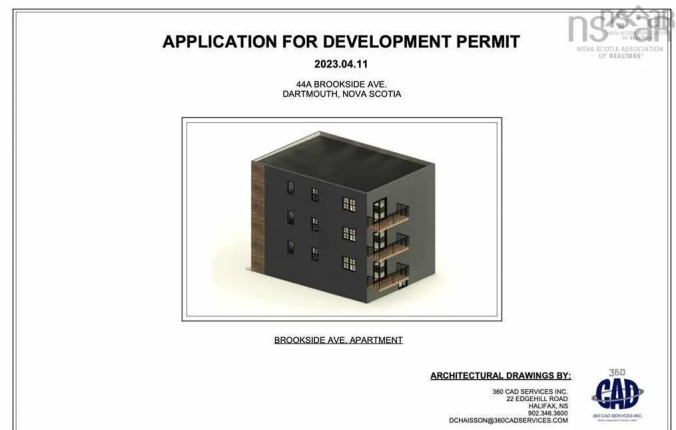 nsar
NOVA SCOTIA ASSOCIATION
OF REALTORS®
APPLICATION FOR DEVELOPMENT PERMIT
2023.04.11
44A BROOKSIDE AVE.
DARTMOUTH, NOVA SCOTIA
BROOKSIDE AVE. APARTMENT
ARCHITECTURAL DRAWINGS BY:
360 CAD SERVICES INC.
22 EDGEHILL ROAD
HALIFAX, NS
902.346.3600
DCHAISSON@360CADSERVICES.COM
360
CAD
360 CAD SERVICES INC.